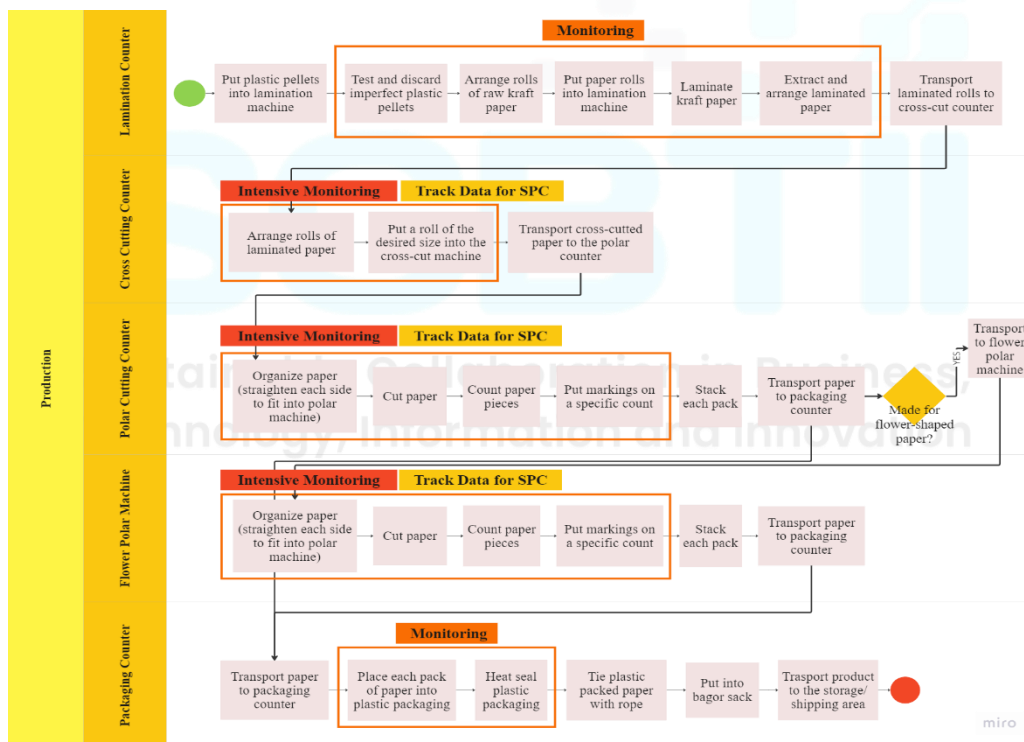 Production
Lamination Counter
Monitoring
Put plastic pellets
into lamination
machine
Test and discard
imperfect plastic
pellets
Arrange rolls
of raw kraft
paper
Put paper rolls
into lamination
machine
Laminate
kraft paper
Extract and
arrange laminated
paper
Transport
laminated rolls to
cross-cut counter
Cross Cutting Counter
Intensive Monitoring
Track Data for SPC
Arrange rolls of
laminated paper
Put a roll of the
desired size into the
cross-cut machine
Transport cross-cutted
paper to the polar
counter
Polar Cutting Counter
Intensive Monitoring
Track Data for SPC
Organize paper
(straighten each side
to fit into polar
machine)
Cut paper
Count paper
pieces
Put markings on
a specific count
Stack
each pack
Transport paper
to packaging
counter
Made for
flower-shaped
paper?
YES
Transport
to flower
polar
machine
Flower Polar Machine
Intensive Monitoring
Track Data for SPC
Organize paper
(straighten each side
to fit into polar
machine)
Cut paper
Count paper
pieces
Put markings on
a specific count
Stack
each pack
Transport paper
to packaging
counter
Packaging Counter
Monitoring
Transport paper
to packaging
counter
Place each pack
of paper into
plastic packaging
Heat seal
plastic
packaging
Tie plastic
packed paper
with rope
Put into
bagor sack
Trasport product
to the storage/
shipping area
miro